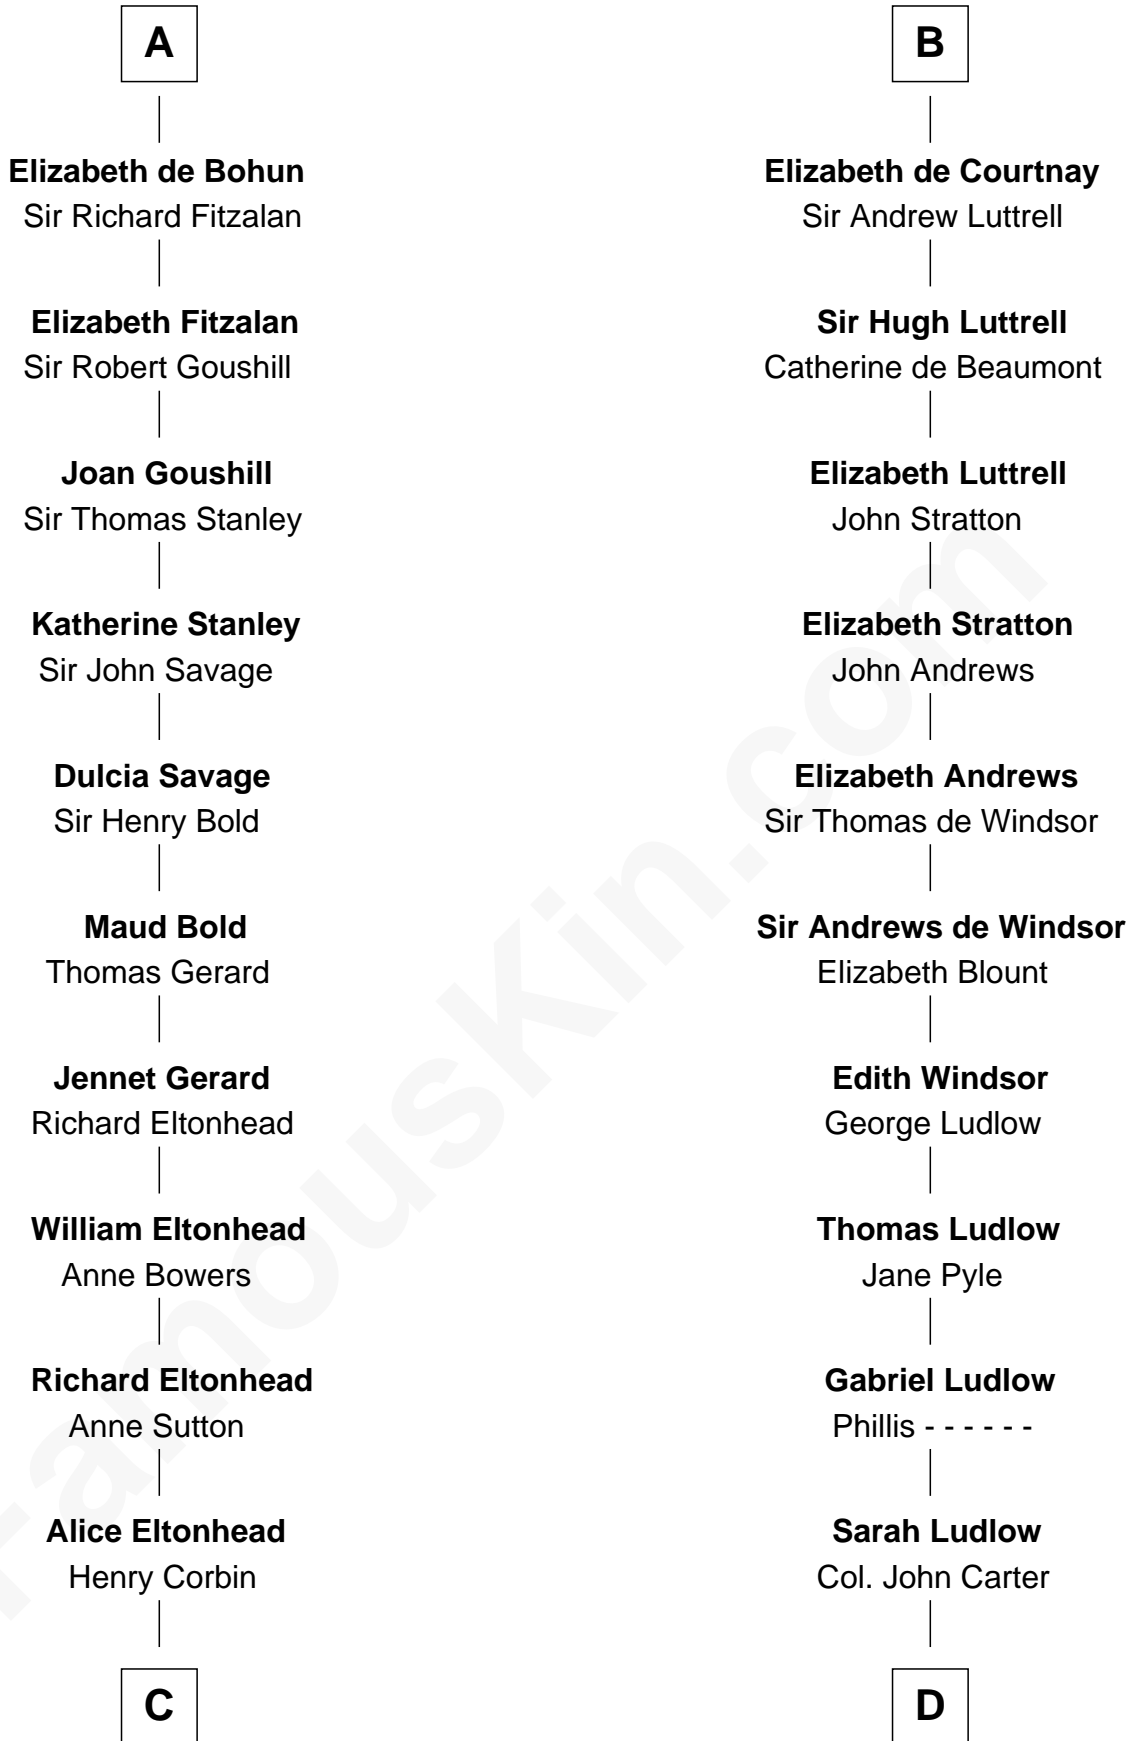 A
Elizabeth de Bohun
Sir Richard Fitzalan
Elizabeth Fitzalan
Sir Robert Goushill
Joan Goushill
Sir Thomas Stanley
Katherine Stanley
Sir John Savage
Dulcia Savage
Sir Henry Bold
Maud Bold
Thomas Gerard
Jennet Gerard
Richard Eltonhead
William Eltonhead
Anne Bowers
Richard Eltonhead
Anne Sutton
Alice Eltonhead
Henry Corbin
C
B
Elizabeth de Courtnay
Sir Andrew Luttrell
Sir Hugh Luttrell
Catherine de Beaumont
Elizabeth Luttrell
John Stratton
Elizabeth Stratton
John Andrews
Elizabeth Andrews
Sir Thomas de Windsor
Sir Andrews de Windsor
Elizabeth Blount
Edith Windsor
George Ludlow
Thomas Ludlow
Jane Pyle
Gabriel Ludlow
Phillis - - - - - -
Sarah Ludlow
Col. John Carter
D
FamousKin.com